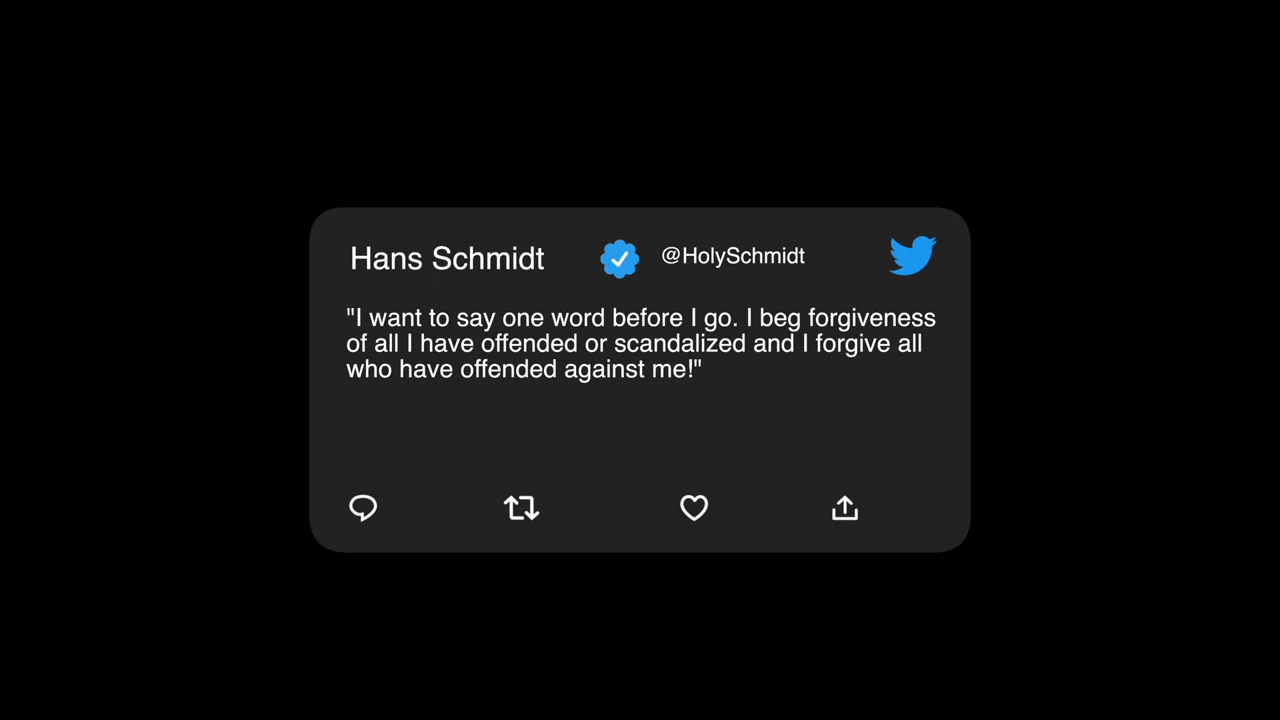 Hans Schmidt @HolySchmidt
"I want to say one word before I go. I beg forgiveness
of all I have offended or scandalized and I forgive all
who have offended against me!"